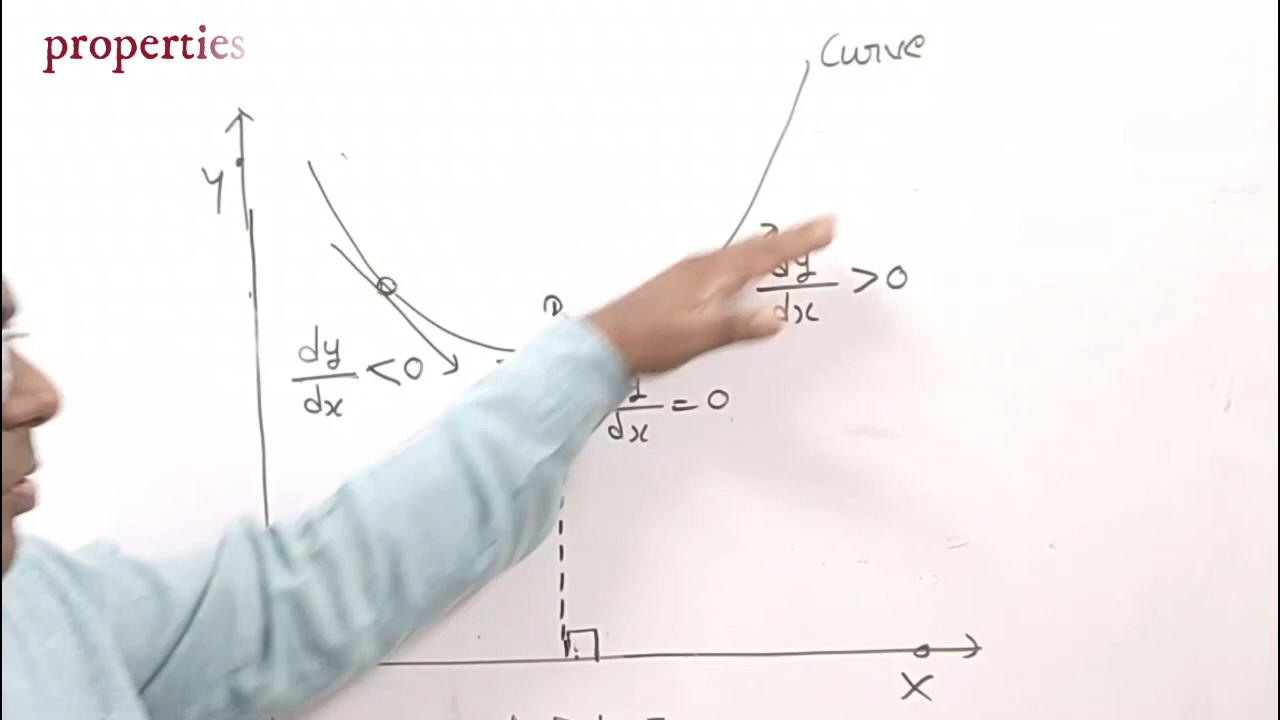 properties
Curve
Y
dy/dx > 0
dy/dx < 0
dx = 0
X